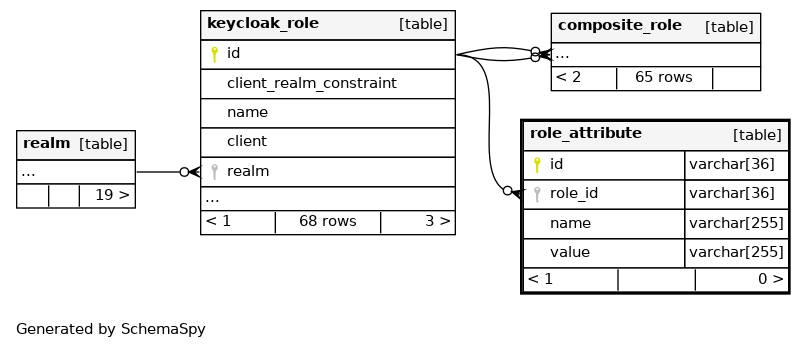 keycloak_role [table]
id
client_realm_constraint
name
client
realm
...
< 1 68 rows 3 >
composite_role [table]
...
< 2 65 rows
realm [table]
...
19 >
role_attribute [table]
id varchar[36]
role_id varchar[36]
name varchar[255]
value varchar[255]
< 1 0 >
Generated by SchemaSpy